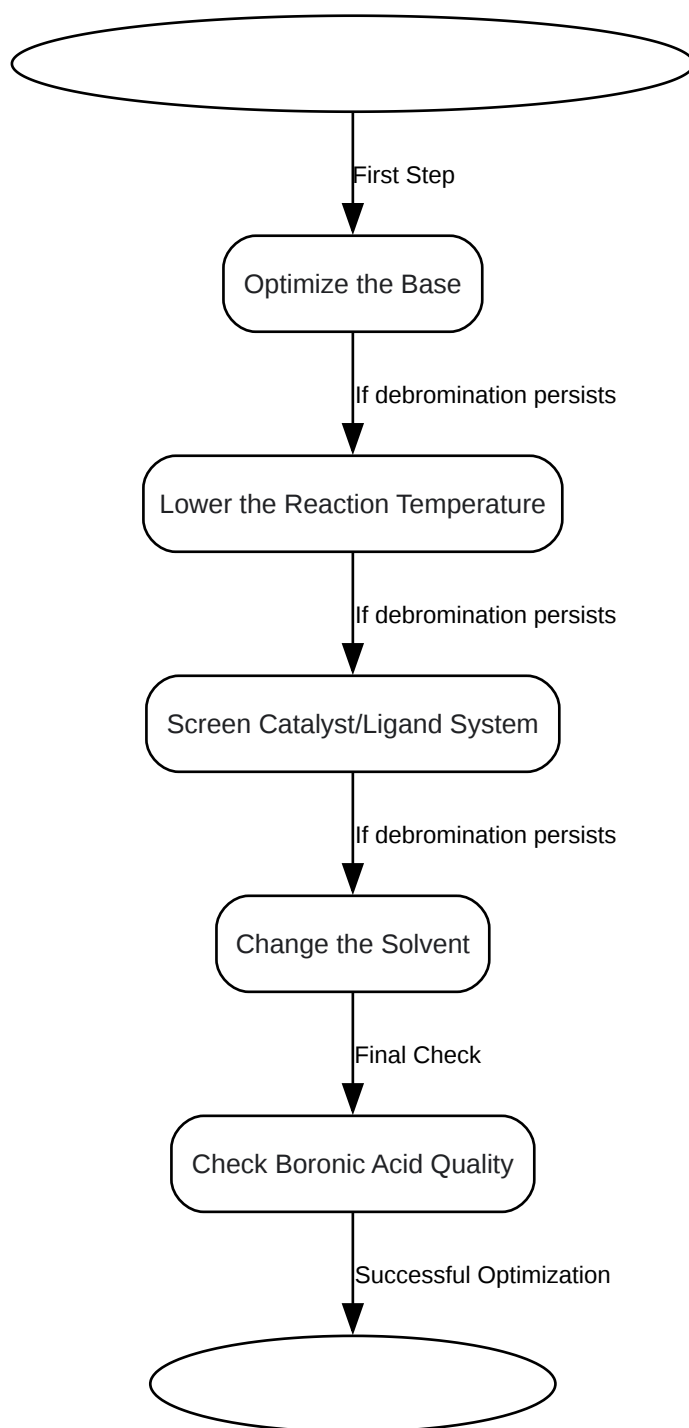 First Step
Optimize the Base
If debromination persists
Lower the Reaction Temperature
If debromination persists
Screen Catalyst/Ligand System
If debromination persists
Change the Solvent
Final Check
Check Boronic Acid Quality
Successful Optimization